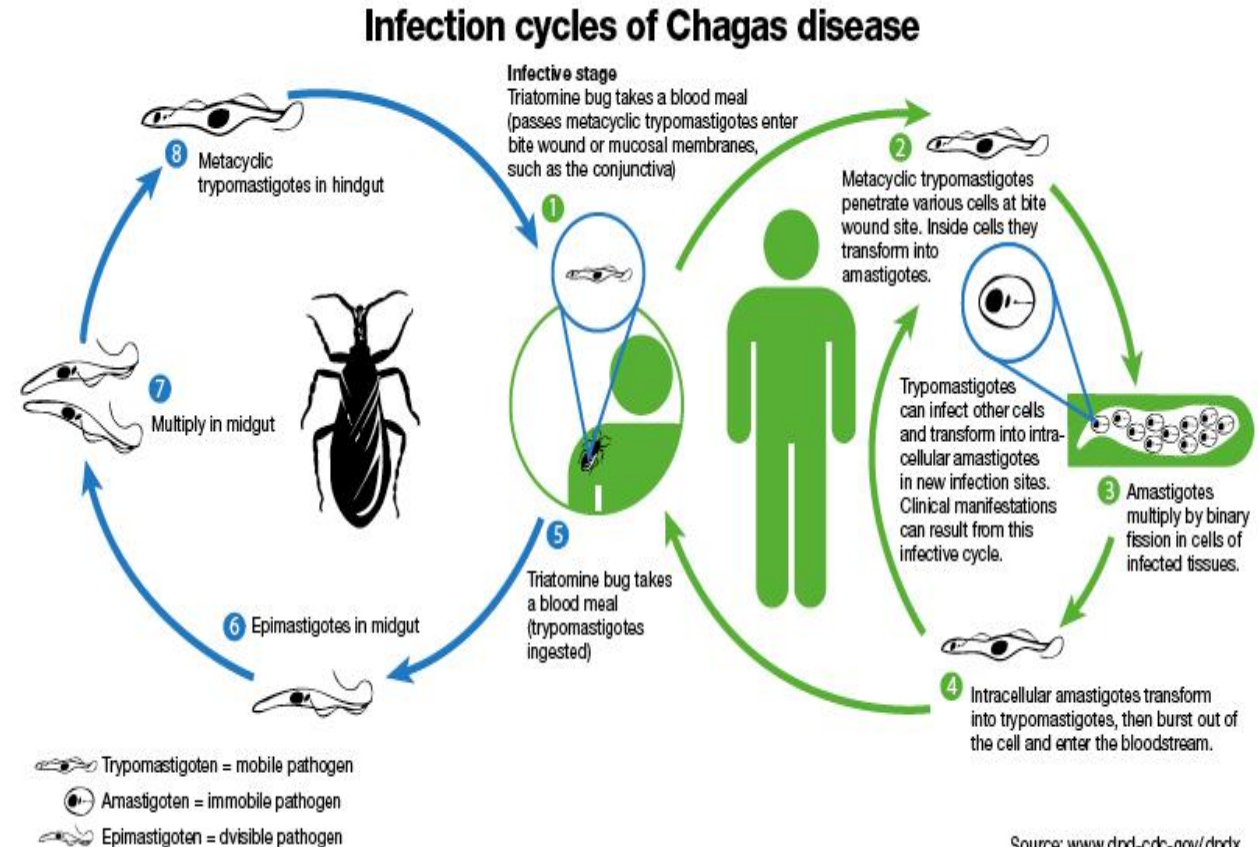 Infection cycles of Chagas disease
Infective stage
Triatomine bug takes a blood meal
(passes metacyclic trypomastigotes enter
bite wound or mucosal membranes,
such as the conjunctiva)
1
2
Metacyclic trypomastigotes
penetrate various cells at bite
wound site. Inside cells they
transform into
amastigotes.
Trypomastigotes
can infect other cells
and transform into intra-
cellular amastigotes
in new infection sites.
Clinical manifestations
can result from this
infective cycle.
3 Amastigotes
multiply by binary
fission in cells of
infected tissues.
4 Intracellular amastigotes transform
into trypomastigotes, then burst out of
the cell and enter the bloodstream.
5
Triatomine bug takes
a blood meal
(trypomastigotes
ingested)
6 Epimastigotes in midgut
7
Multiply in midgut
8 Metacyclic
trypomastigotes in hindgut
Trypomastigoten = mobile pathogen
Amastigoten = immobile pathogen
Epimastigoten = dvisible pathogen
Source: www.dpd-cdc-gov/dpdx